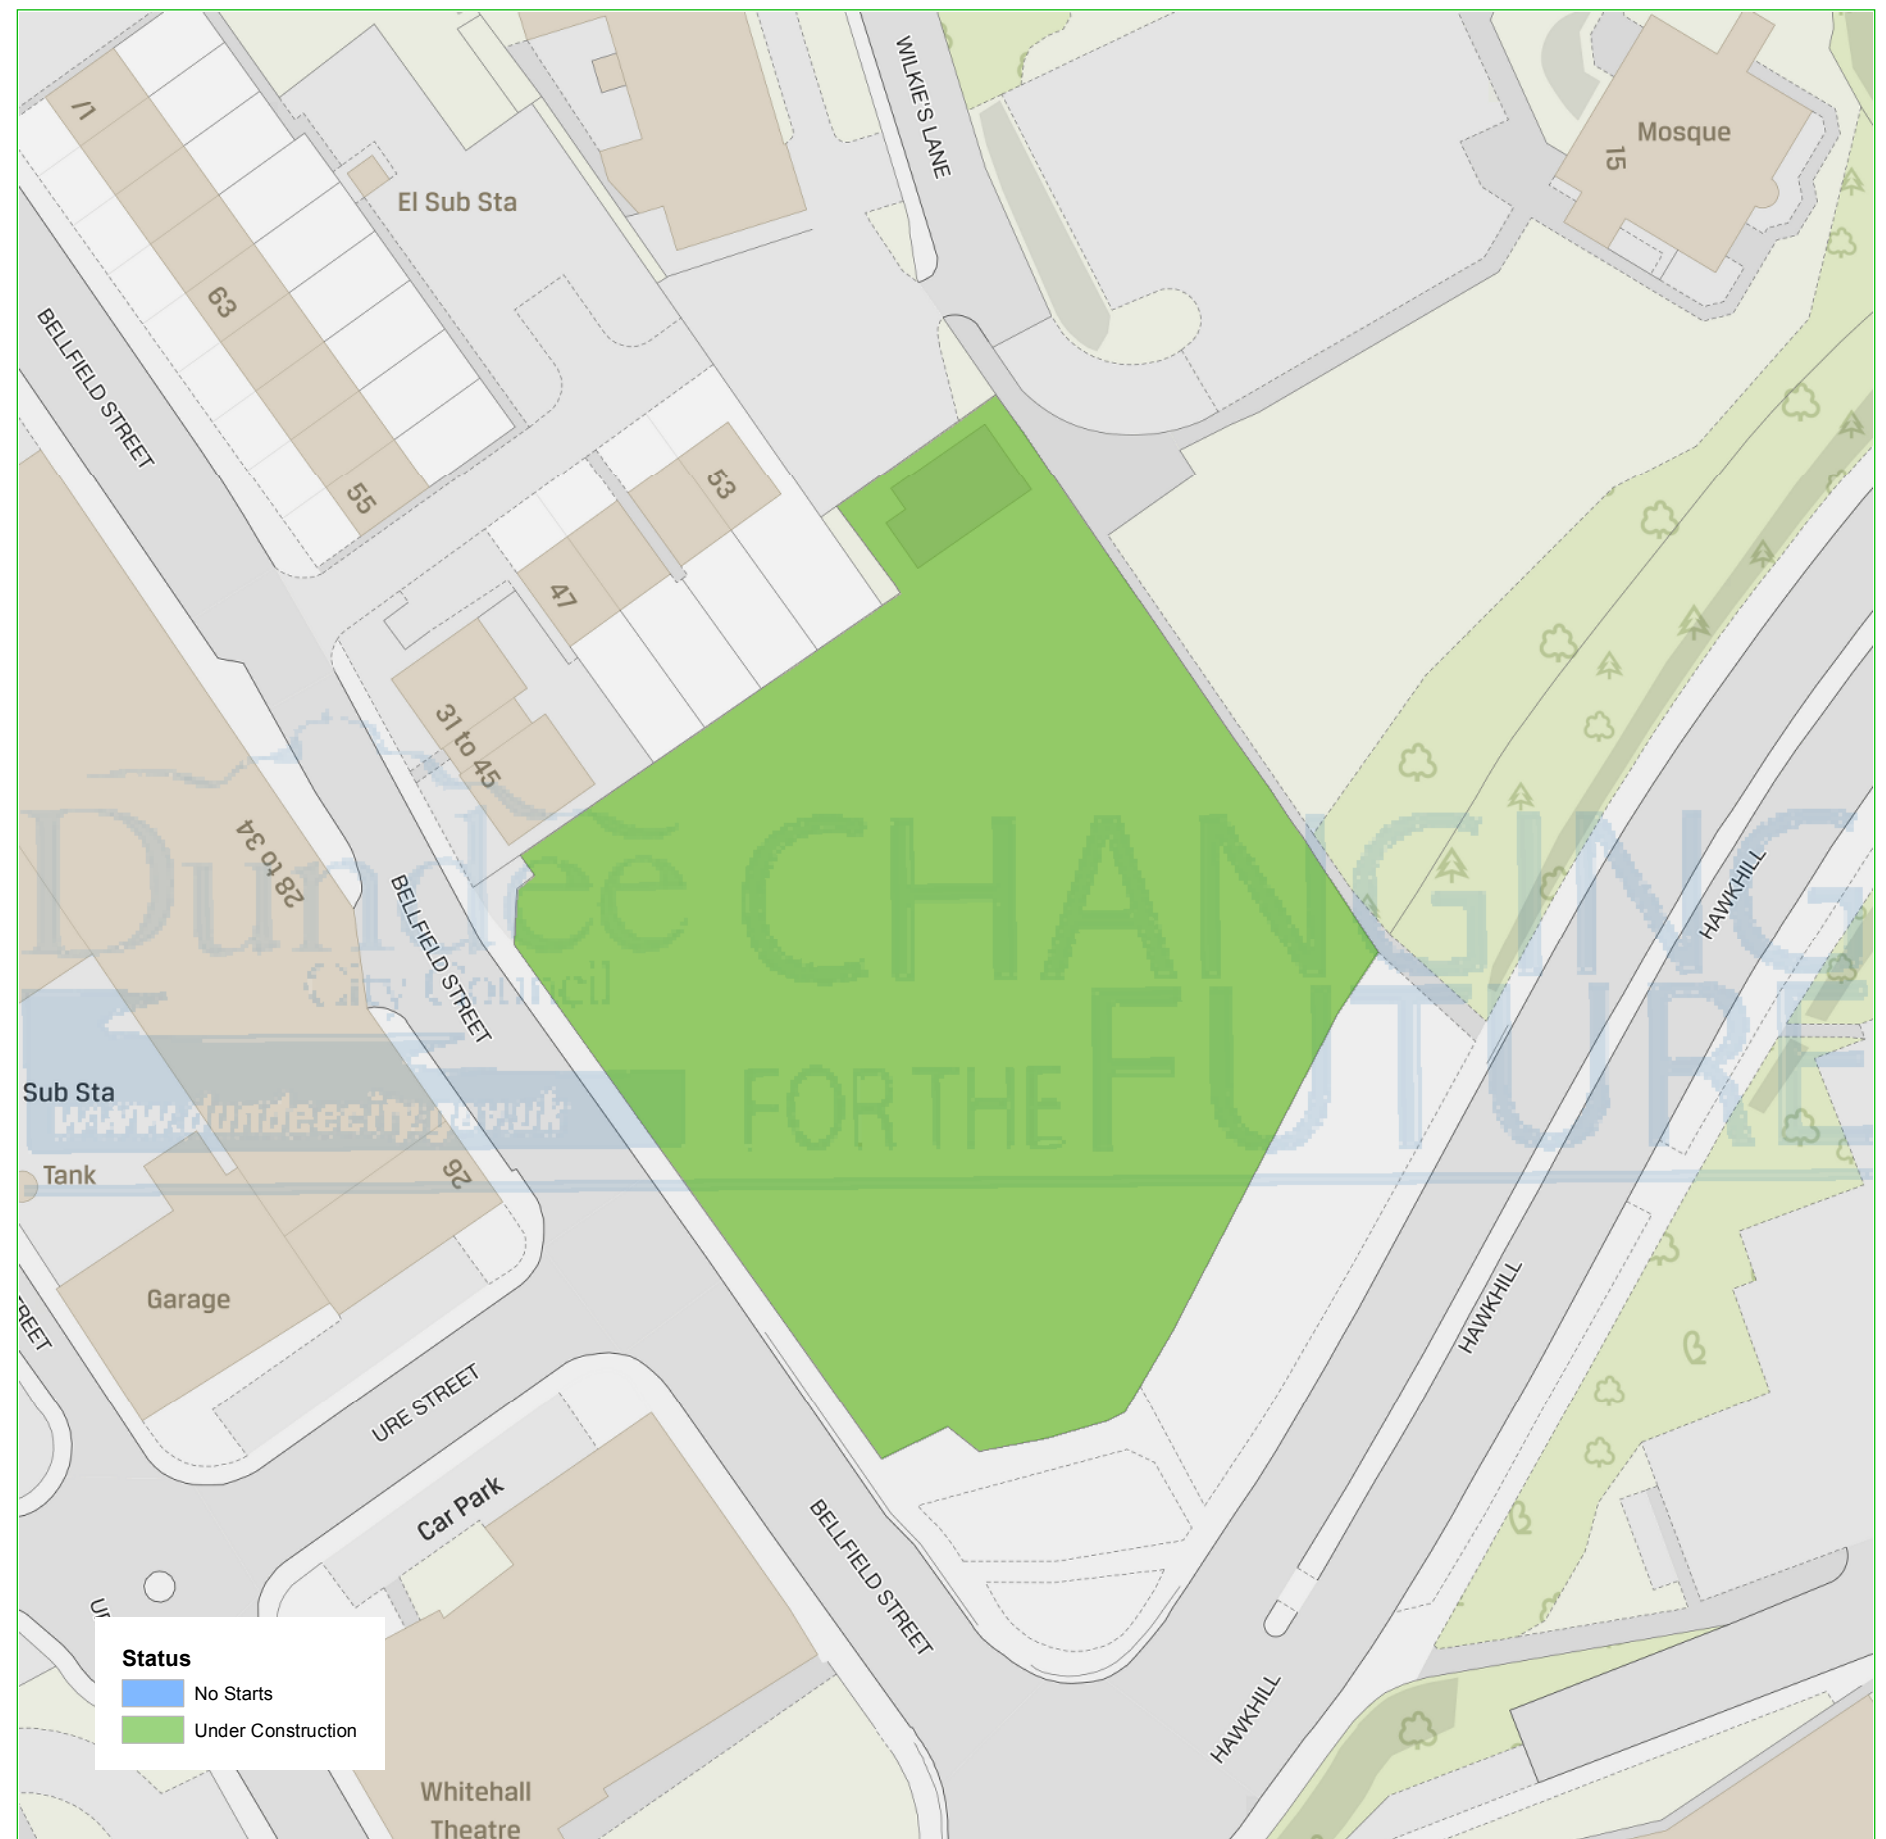 WILKIE'S LANE
71
Mosque
15
El Sub Sta
63
BELLFIELD STREET
55
53
47
31 to 45
28 to 34
BELLFIELD STREET
Dundee
City Council
CHANGING
FOR THE FUTURE
HAWKHILL
Sub Sta
www.dundeecity.gov.uk
Tank
26
Garage
HAWKHILL
URE STREET
Car Park
BELLFIELD STREET
HAWKHILL
Status
No Starts
Under Construction
Whitehall
Theatre